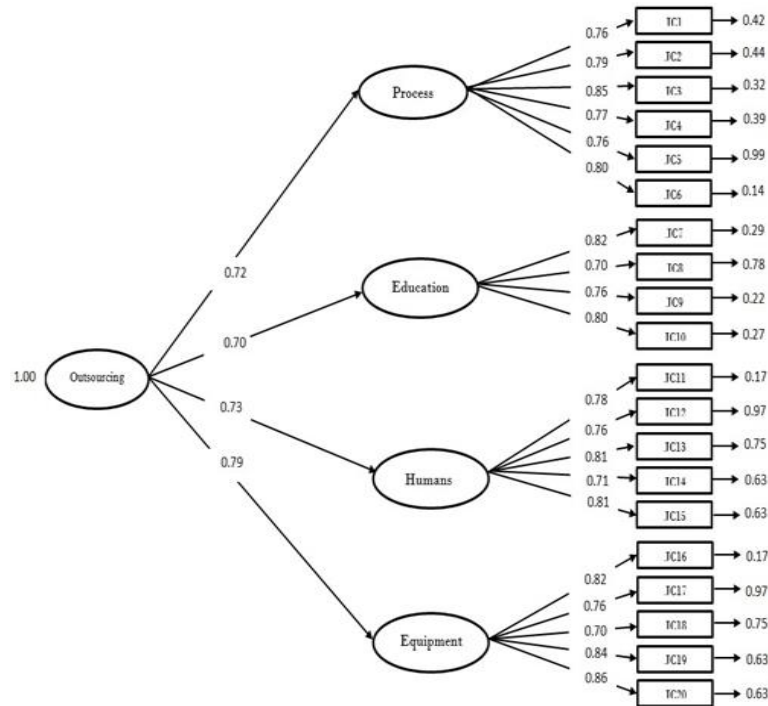 0.76 JC1 0.42
0.79 JC2 0.44
0.85 JC3 0.32
Process
0.77 JC4 0.39
0.76 JC5 0.99
0.80 JC6 0.14
0.72
0.82 JC7 0.29
0.70 JC8 0.78
Education
0.76 JC9 0.22
0.80 JC10 0.27
0.70
1.00 Outsourcing
0.73
0.78 JC11 0.17
0.76 JC12 0.97
0.81 JC13 0.75
Humans
0.71 JC14 0.63
0.81 JC15 0.63
0.79
0.82 JC16 0.17
0.76 JC17 0.97
0.70 JC18 0.75
Equipment
0.84 JC19 0.63
0.86 JC20 0.63